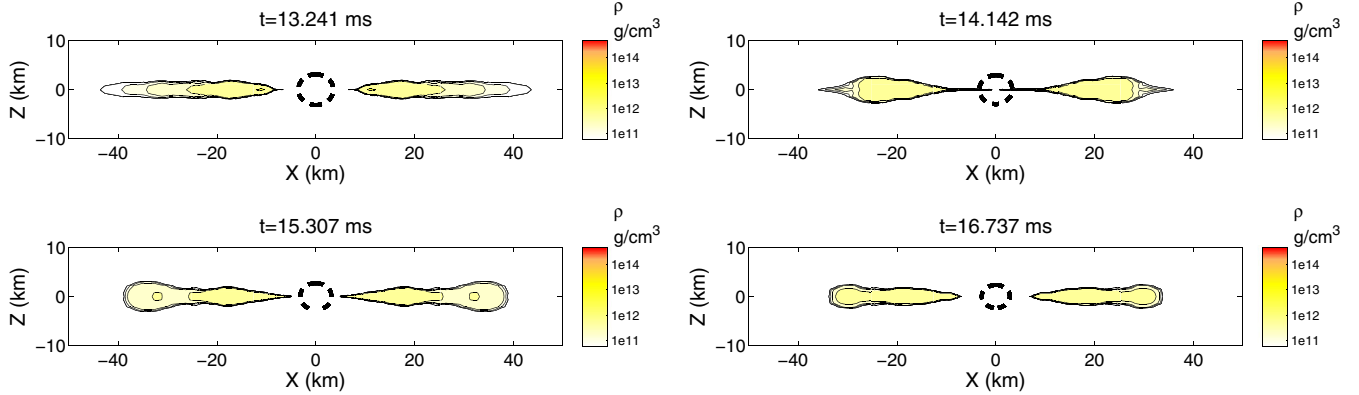 t=13.241 ms
ρ
g/cm³
10
0
−10
Z (km)
−40 −20 0 20 40
X (km)
1e14
1e13
1e12
1e11
t=14.142 ms
ρ
g/cm³
10
0
−10
Z (km)
−40 −20 0 20 40
X (km)
1e14
1e13
1e12
1e11
t=15.307 ms
ρ
g/cm³
10
0
−10
Z (km)
−40 −20 0 20 40
X (km)
1e14
1e13
1e12
1e11
t=16.737 ms
ρ
g/cm³
10
0
−10
Z (km)
−40 −20 0 20 40
X (km)
1e14
1e13
1e12
1e11